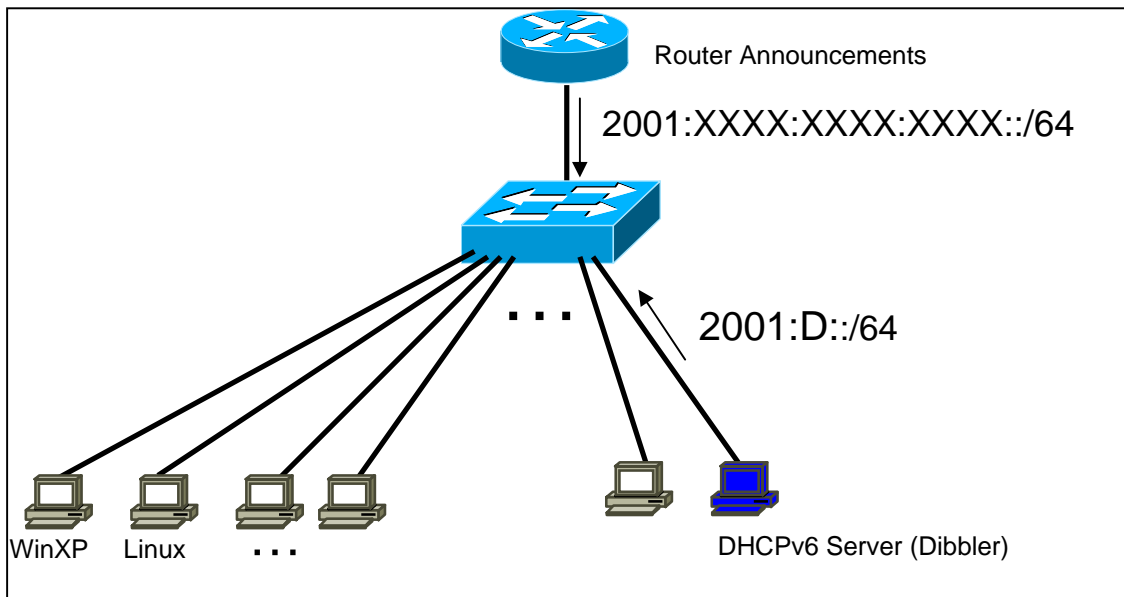 Router Announcements
2001:XXXX:XXXX:XXXX::/64
...
2001:D::/64
WinXP
Linux
...
DHCPv6 Server (Dibbler)